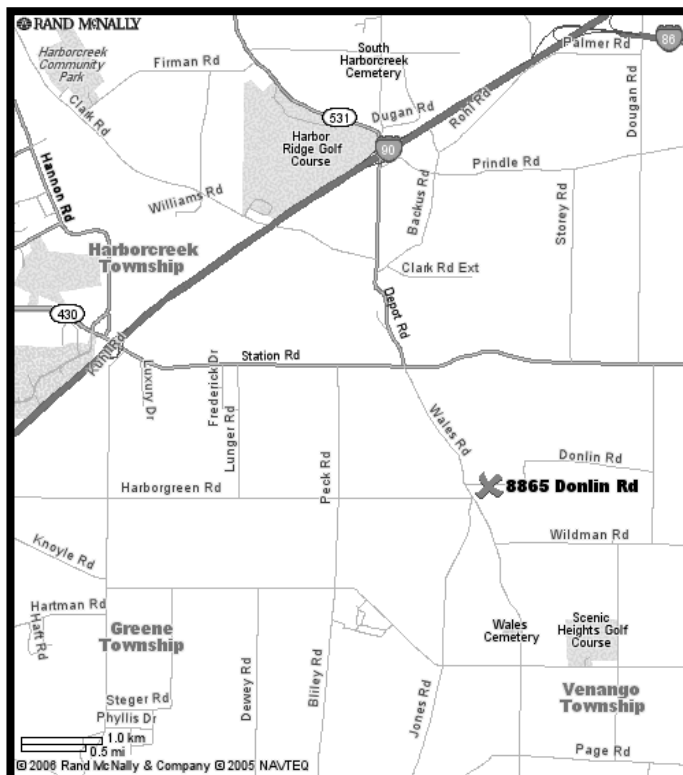 RAND MCNALLY
86
Palmer Rd
Harborcreek
Community
Park
Firman Rd
South
Harborcreek
Cemetery
Dougan Rd
Clark Rd
531
Dugan Rd
Rohl Rd
Harbor
Ridge Golf
Course
90
Prindle Rd
Hannon Rd
Williams Rd
Backus Rd
Storey Rd
Harborcreek
Township
Clark Rd Ext
430
Depot Rd
Kuhl Rd
Station Rd
Luxury Dr
Frederick Dr
Lunger Rd
Wales Rd
Peck Rd
Donlin Rd
Harborgreen Rd
8865 Donlin Rd
Knoyle Rd
Wildman Rd
Hartman Rd
Haft Rd
Greene
Township
Wales
Cemetery
Scenic
Heights Golf
Course
Steger Rd
Dewey Rd
Bliley Rd
Jones Rd
Venango
Township
Phyllis Dr
1.0 km
0.5 mi
Page Rd
© 2006 Rand McNally & Company © 2005 NAVTEQ